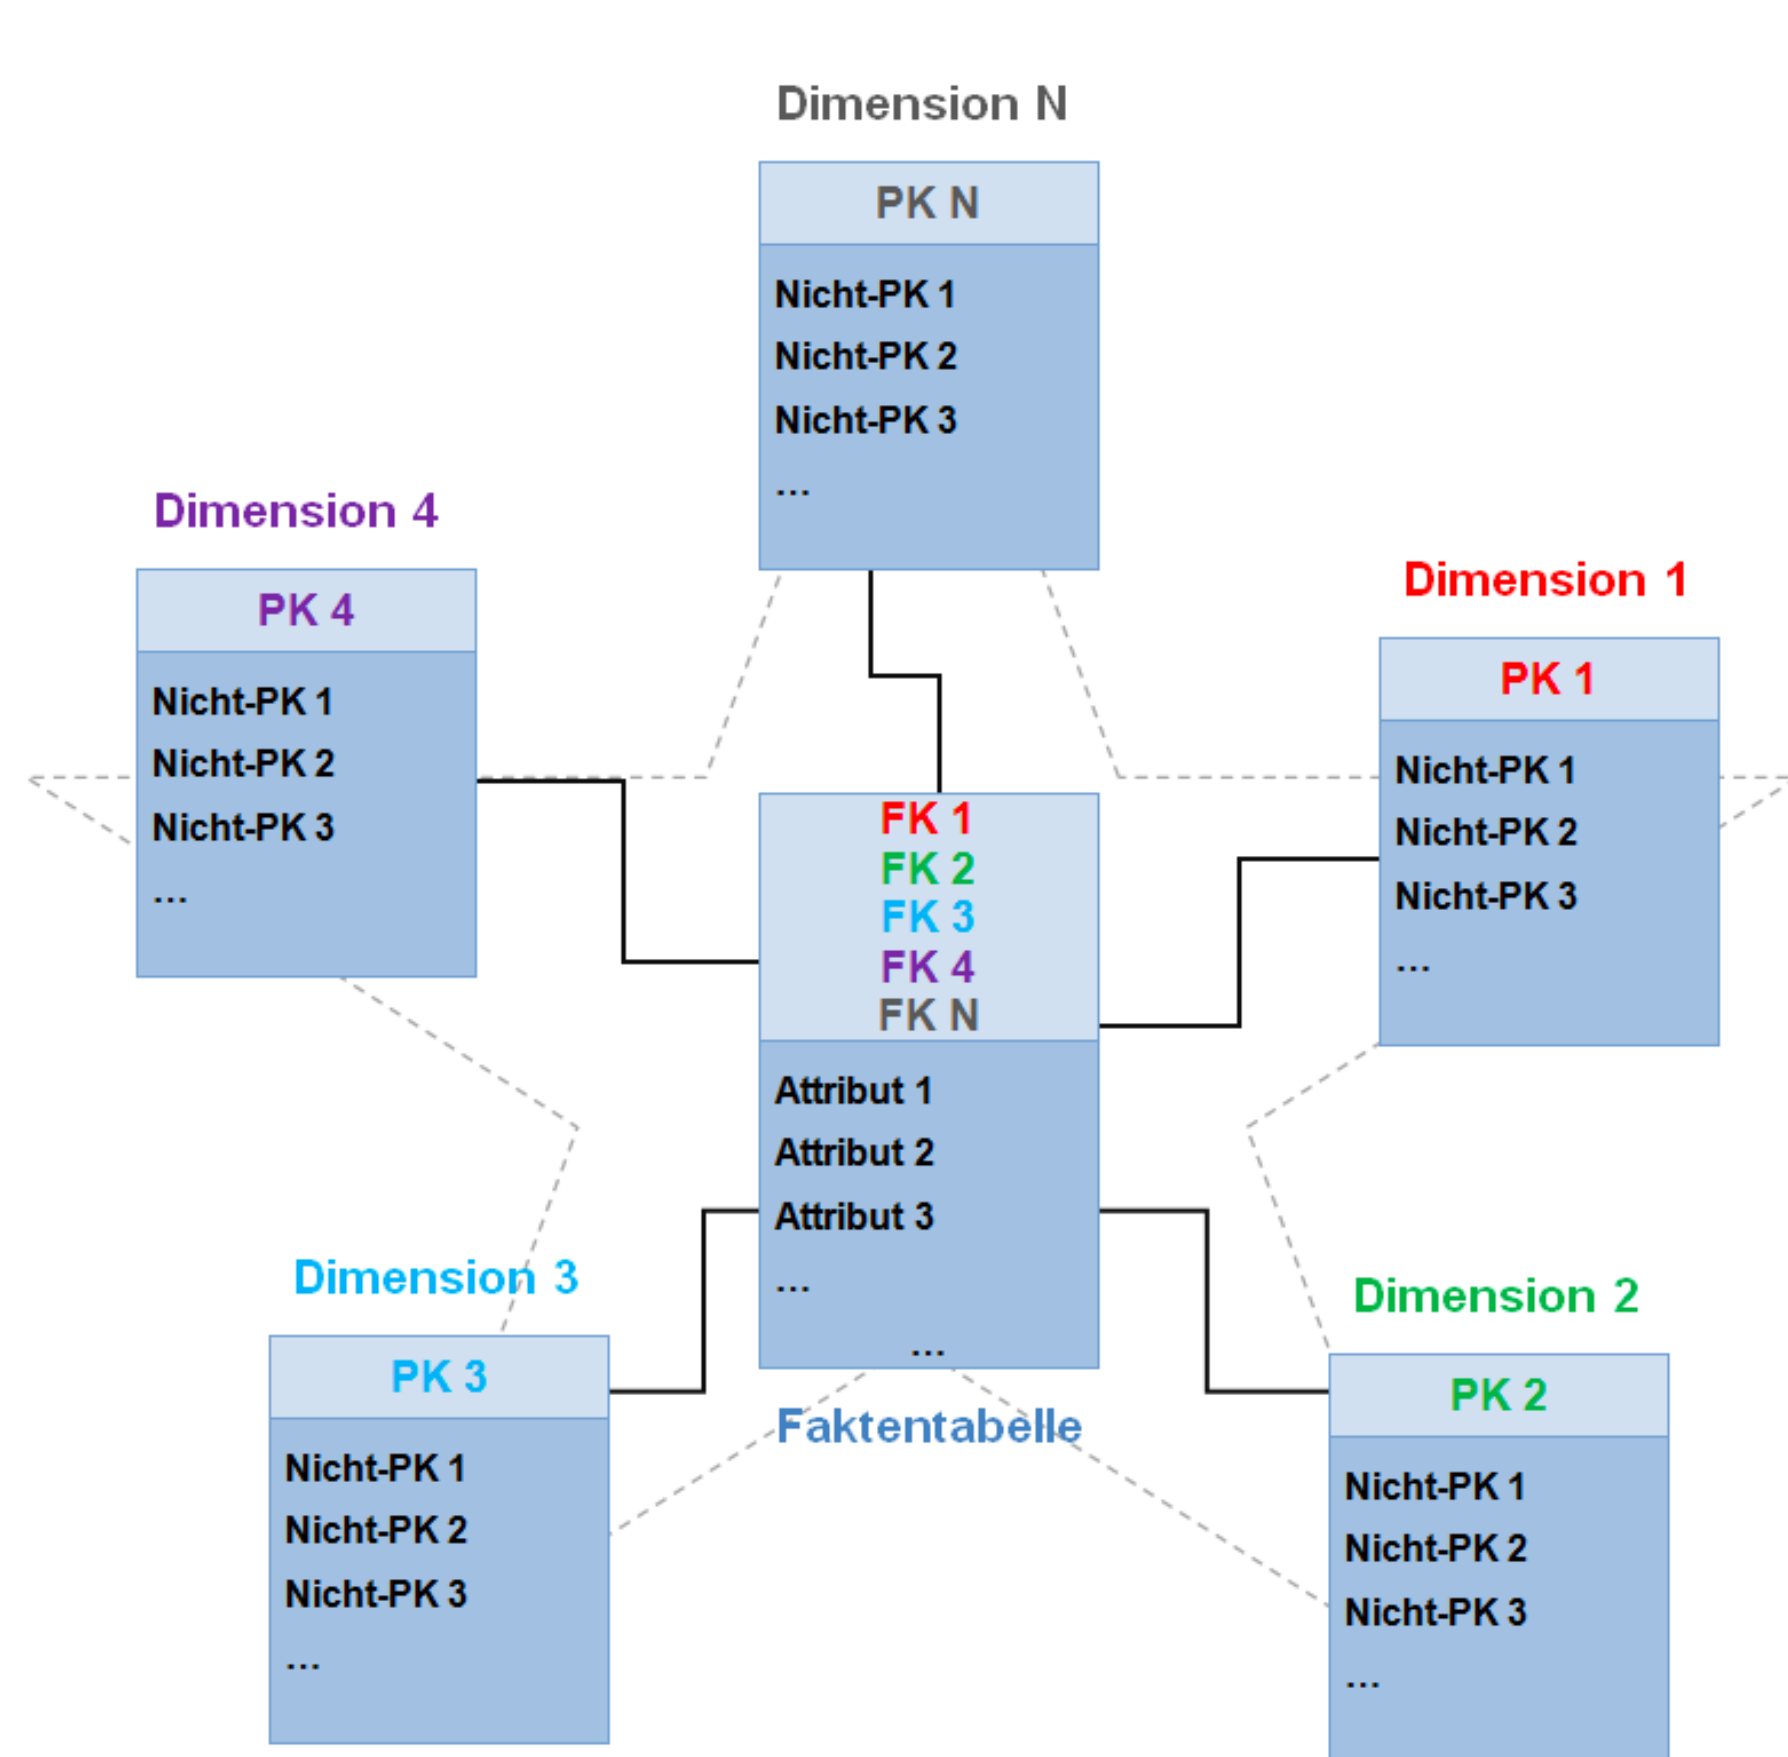 Dimension N
PK N
Nicht-PK 1
Nicht-PK 2
Nicht-PK 3
...
Dimension 4
PK 4
Nicht-PK 1
Nicht-PK 2
Nicht-PK 3
...
Dimension 1
PK 1
Nicht-PK 1
Nicht-PK 2
Nicht-PK 3
...
FK 1
FK 2
FK 3
FK 4
FK N
Attribut 1
Attribut 2
Attribut 3
...
...
Faktentabelle
Dimension 3
PK 3
Nicht-PK 1
Nicht-PK 2
Nicht-PK 3
...
Dimension 2
PK 2
Nicht-PK 1
Nicht-PK 2
Nicht-PK 3
...